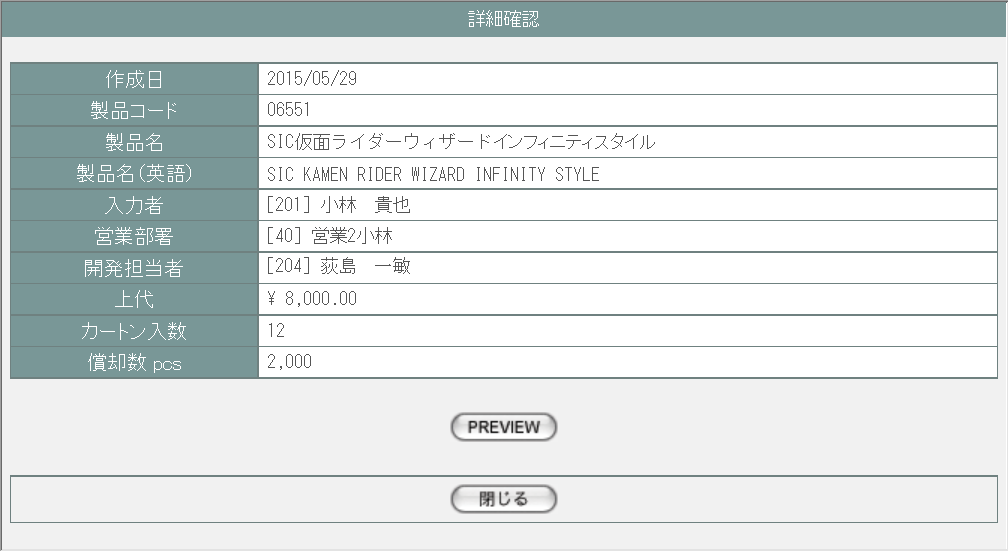 詳細確認
作成日 2015/05/29
製品コード 06551
製品名 SIC仮面ライダーウィザードインフィニティスタイル
製品名(英語) SIC KAMEN RIDER WIZARD INFINITY STYLE
入力者 [201] 小林　貴也
営業部署 [40] 営業2小林
開発担当者 [204] 荻島　一敏
上代 ¥ 8,000.00
カートン入数 12
償却数 pcs 2,000
PREVIEW
閉じる